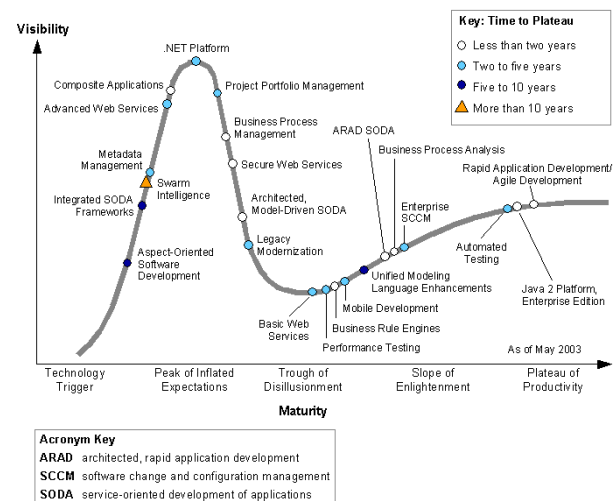 Visibility
Key: Time to Plateau
Less than two years
Two to five years
Five to 10 years
More than 10 years
.NET Platform
Composite Applications
Project Portfolio Management
Advanced Web Services
Business Process
Management
ARAD SODA
Business Process Analysis
Metadata
Management
Secure Web Services
Swarm
Intelligence
Rapid Application Development/
Agile Development
Integrated SODA
Frameworks
Architected,
Model-Driven SODA
Enterprise
SCCM
Legacy
Modernization
Automated
Testing
Aspect-Oriented
Software
Development
Unified Modeling
Language Enhancements
Java 2 Platform,
Enterprise Edition
Mobile Development
Basic Web
Services
Business Rule Engines
Performance Testing
As of May 2003
Technology
Trigger
Peak of Inflated
Expectations
Trough of
Disillusionment
Slope of
Enlightenment
Plateau of
Productivity
Maturity
Acronym Key
ARAD architected, rapid application development
SCCM software change and configuration management
SODA service-oriented development of applications